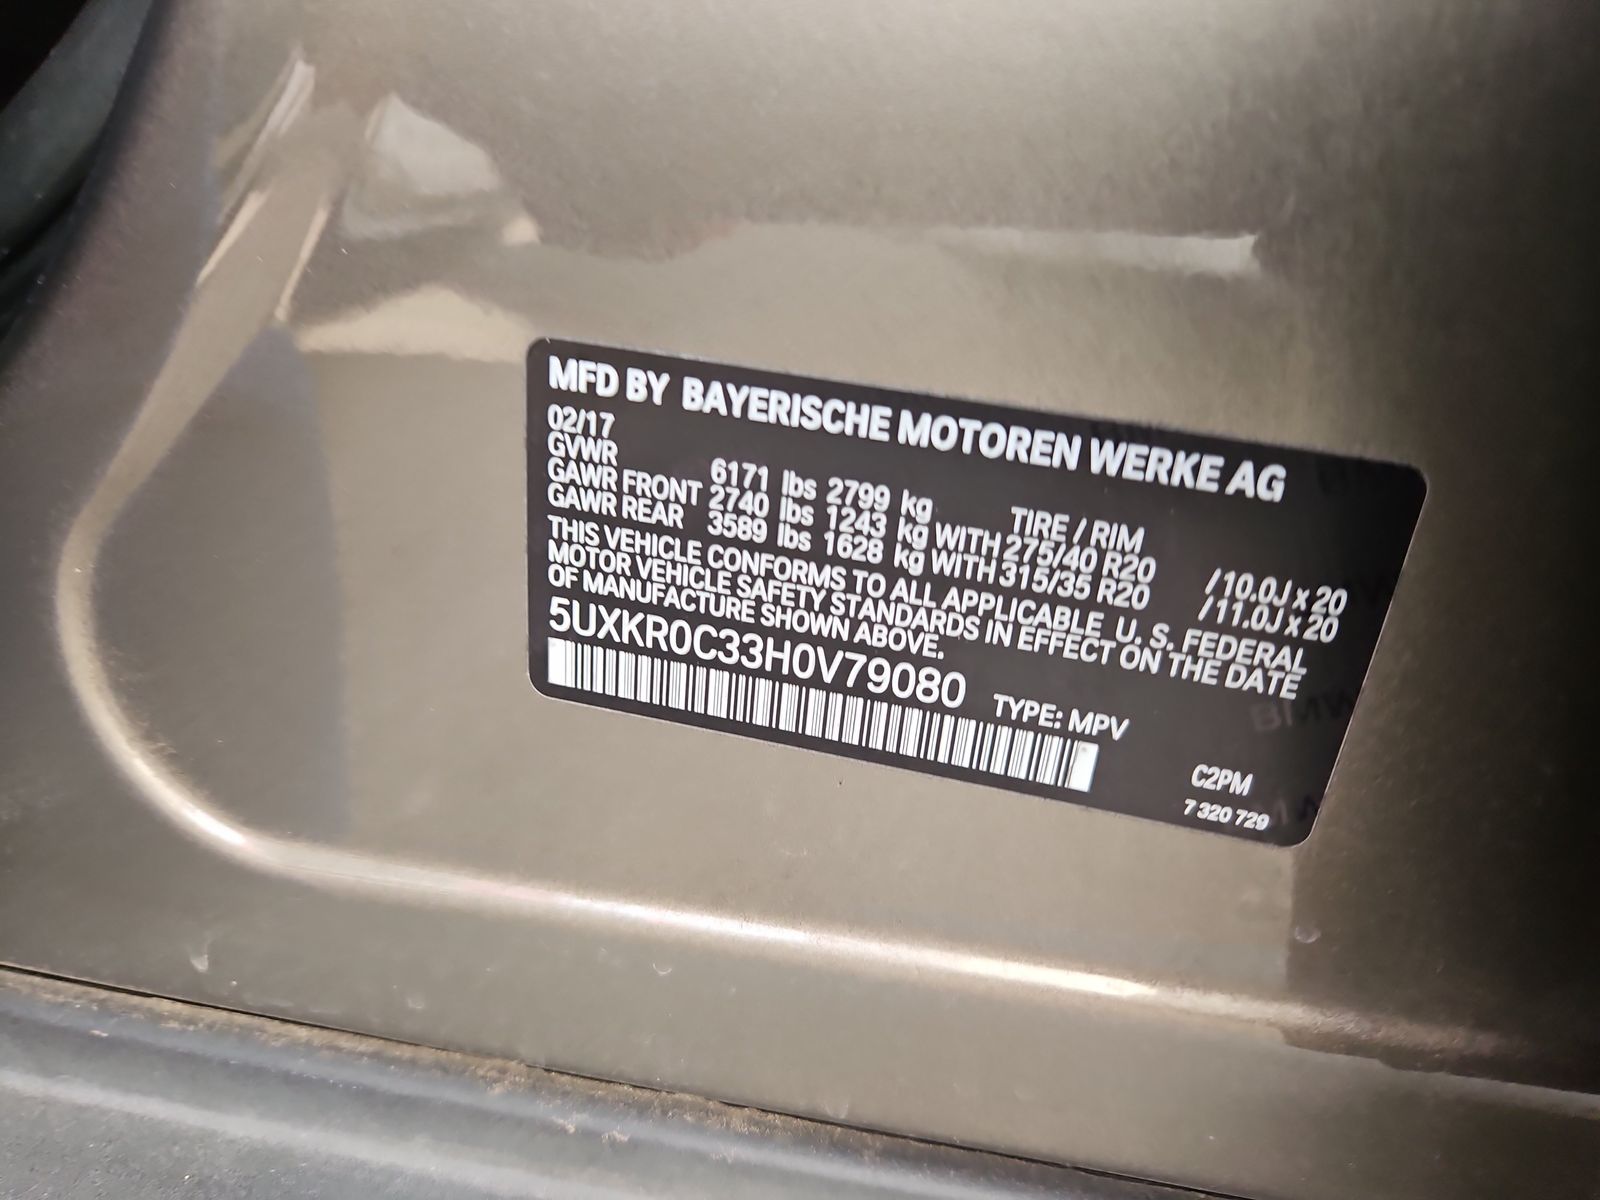 MFD BY BAYERISCHE MOTOREN WERKE AG
02/17
GVWR 6171 lbs 2799 kg TIRE / RIM
GAWR FRONT 2740 lbs 1243 kg WITH 275/40 R20 /10.0J x 20
GAWR REAR 3589 lbs 1628 kg WITH 315/35 R20 /11.0J x 20
THIS VEHICLE CONFORMS TO ALL APPLICABLE U. S. FEDERAL
MOTOR VEHICLE SAFETY STANDARDS IN EFFECT ON THE DATE
OF MANUFACTURE SHOWN ABOVE.
5UXKR0C33H0V79080 TYPE: MPV
C2PM
7 320 729